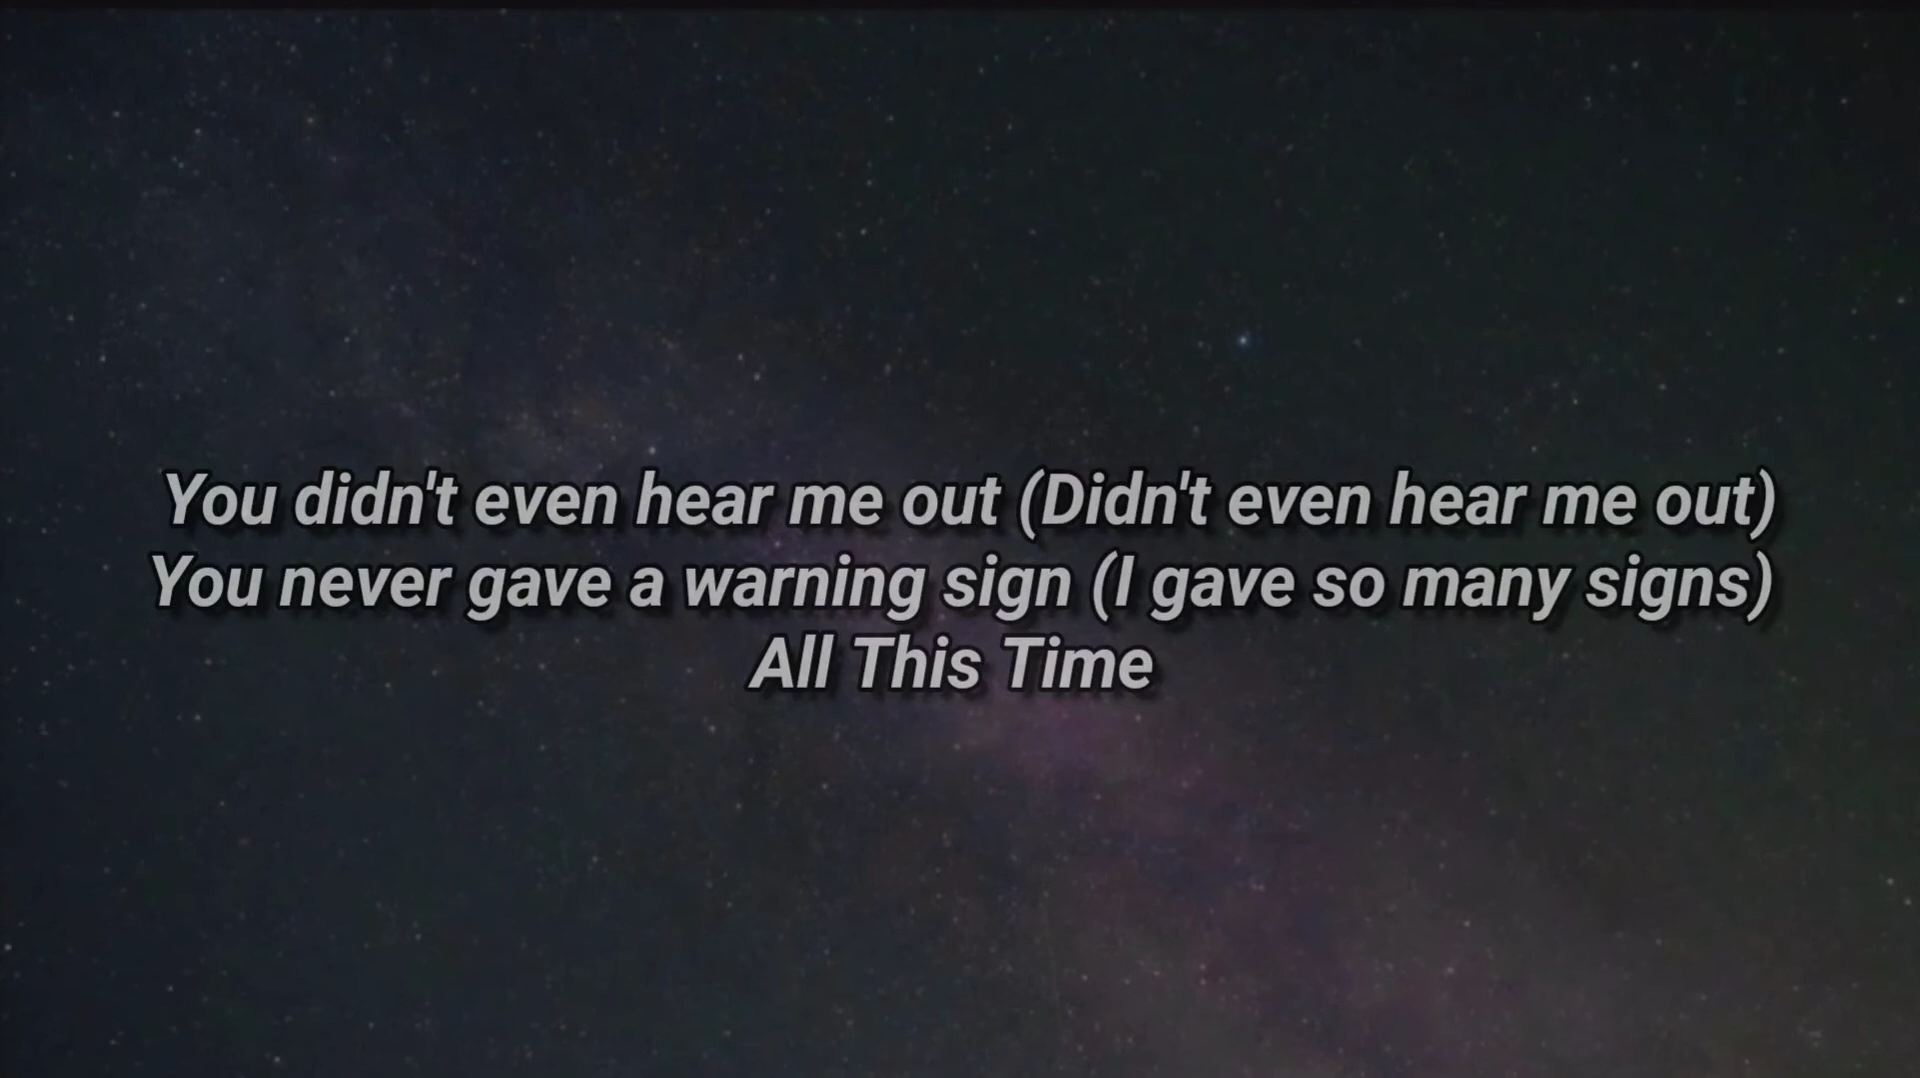 You didn't even hear me out (Didn't even hear me out)
You never gave a warning sign (I gave so many signs)
All This Time